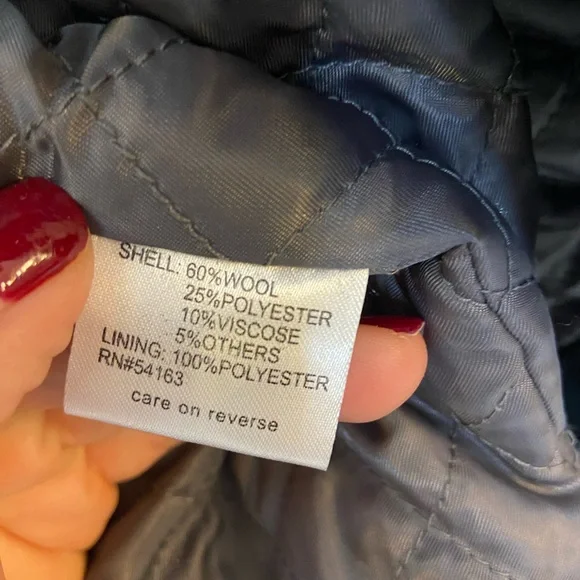 SHELL: 60%WOOL
25%POLYESTER
10%VISCOSE
5%OTHERS
LINING: 100%POLYESTER
RN#54163
care on reverse